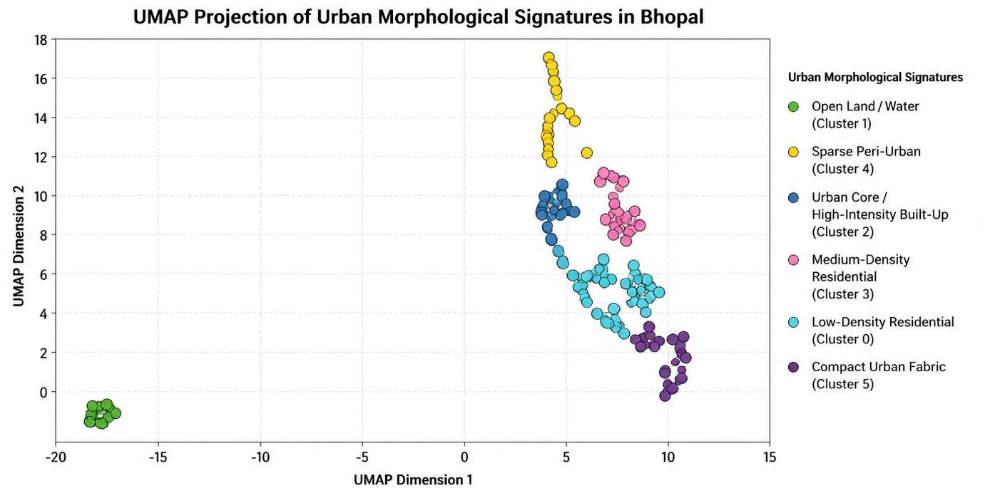 UMAP Projection of Urban Morphological Signatures in Bhopal
UMAP Dimension 2
18
16
14
12
10
8
6
4
2
0
-20
-15
-10
-5
0
5
10
15
UMAP Dimension 1
Urban Morphological Signatures
Open Land / Water
(Cluster 1)
Sparse Peri-Urban
(Cluster 4)
Urban Core /
High-Intensity Built-Up
(Cluster 2)
Medium-Density
Residential
(Cluster 3)
Low-Density Residential
(Cluster 0)
Compact Urban Fabric
(Cluster 5)